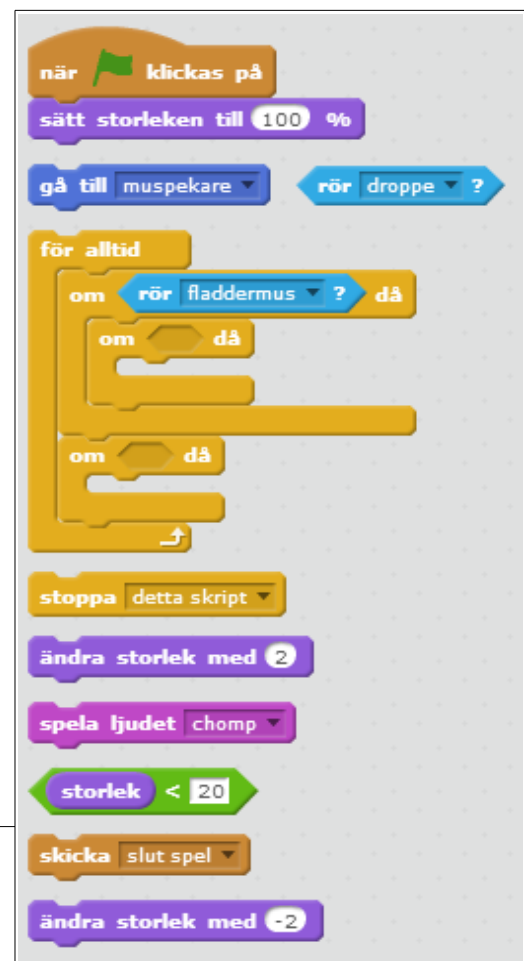 när klickas på
sätt storleken till 100 %
gå till muspekare rör droppe ?
för alltid
om rör fladdermus ? då
om då
om då
stoppa detta skript
ändra storlek med 2
spela ljudet chomp
storlek < 20
skicka slut spel
ändra storlek med -2